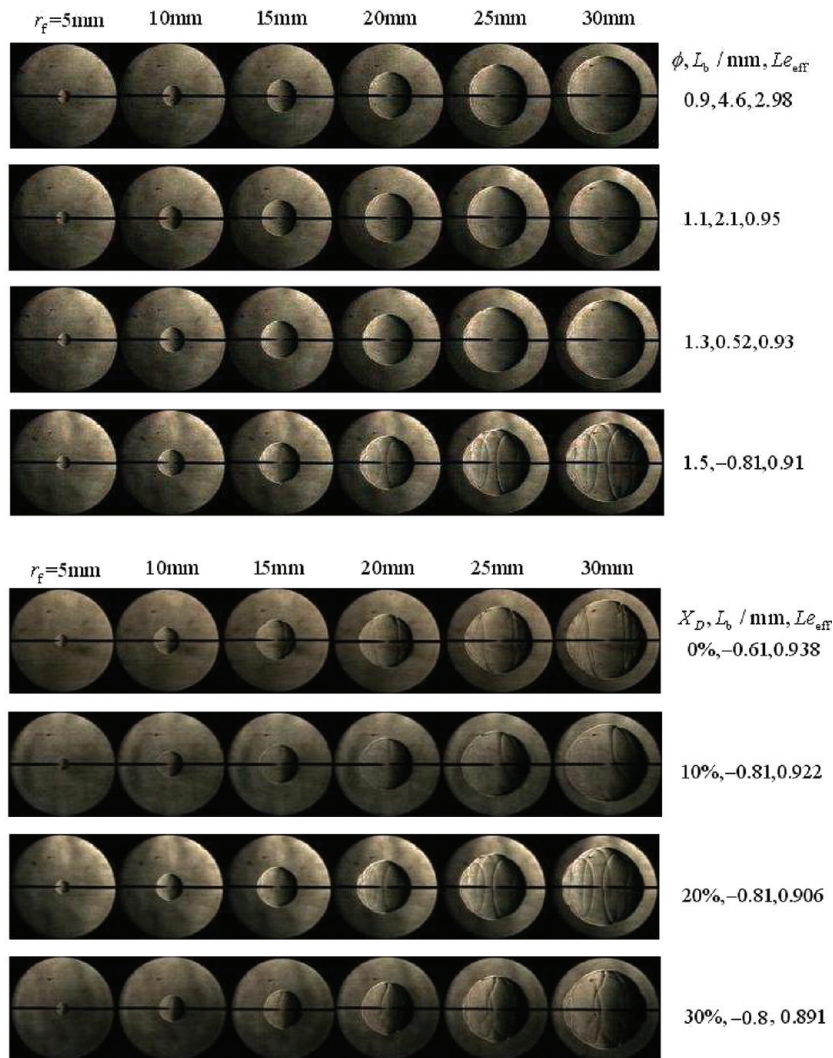 r_f=5mm 10mm 15mm 20mm 25mm 30mm
ϕ, L_b / mm, Le_eff
0.9,4.6,2.98
1.1,2.1,0.95
1.3,0.52,0.93
1.5,−0.81,0.91
r_f=5mm 10mm 15mm 20mm 25mm 30mm
X_D, L_b / mm, Le_eff
0%,−0.61,0.938
10%,−0.81,0.922
20%,−0.81,0.906
30%,−0.8, 0.891